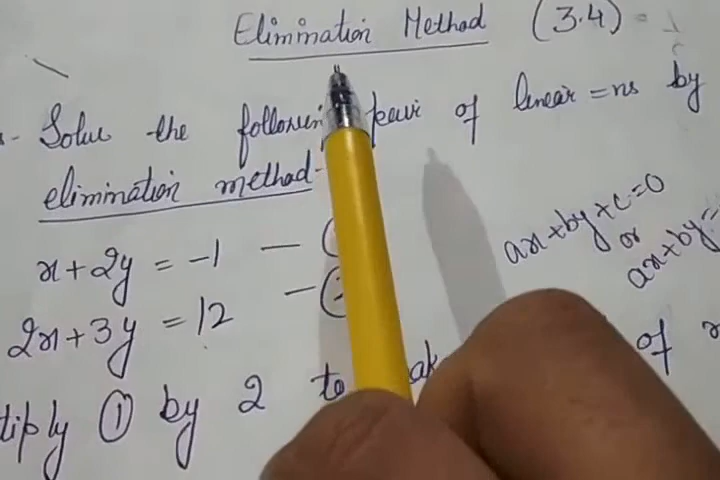 Elimination Method (3.4)
Solve the following pair of linear =ns by
elimination method-
x + 2y = -1 —
2x + 3y = 12 —
ax+by+c=0
or
ax+by=
tiply ① by 2 to of